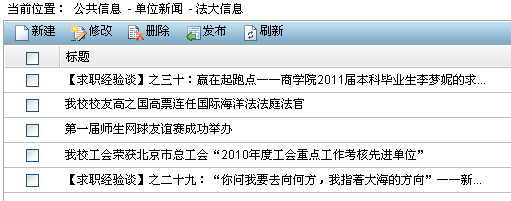 当前位置： 公共信息 - 单位新闻 - 法大信息
新建 修改 删除 发布 刷新
标题
【求职经验谈】之三十：赢在起跑点——商学院2011届本科毕业生李梦妮的求...
我校校友高之国高票连任国际海洋法法庭法官
第一届师生网球友谊赛成功举办
我校工会荣获北京市总工会“2010年度工会重点工作考核先进单位”
【求职经验谈】之二十九：“你问我要去向何方，我指着大海的方向”——新...